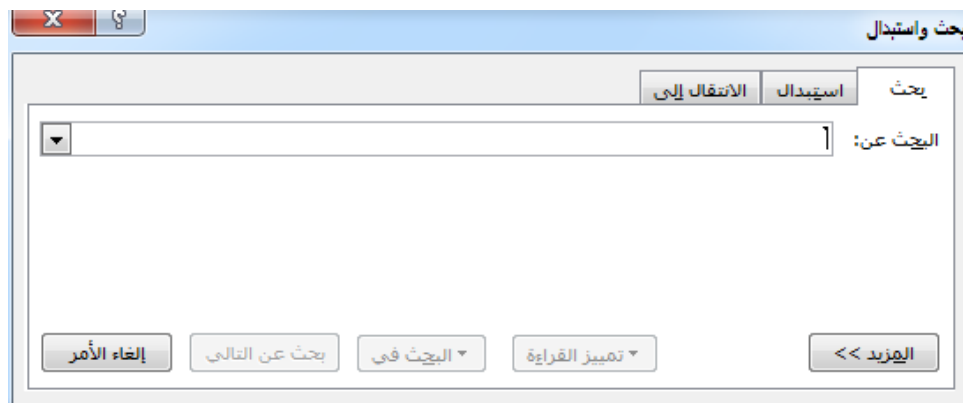 بحث واستبدال
بحث استبدال الانتقال إلى
البحث عن:
المزيد >> تمييز القراءة البحث في بحث عن التالي إلغاء الأمر